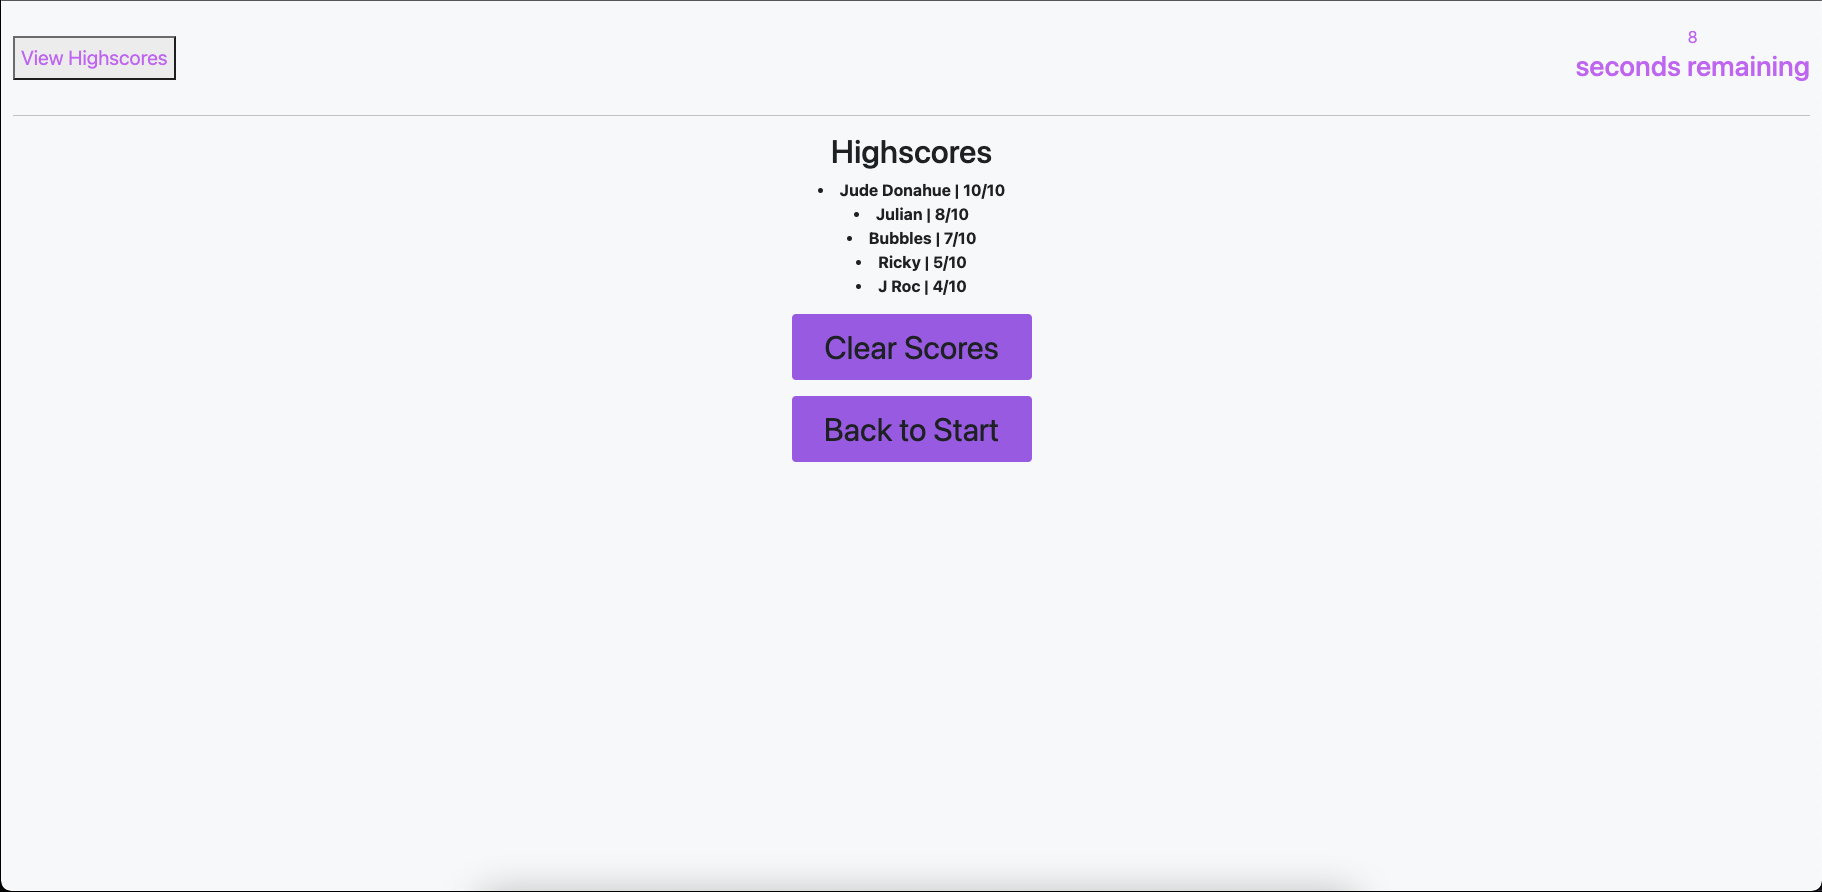 View Highscores
8
seconds remaining
Highscores
• Jude Donahue | 10/10
• Julian | 8/10
• Bubbles | 7/10
• Ricky | 5/10
• J Roc | 4/10
Clear Scores
Back to Start